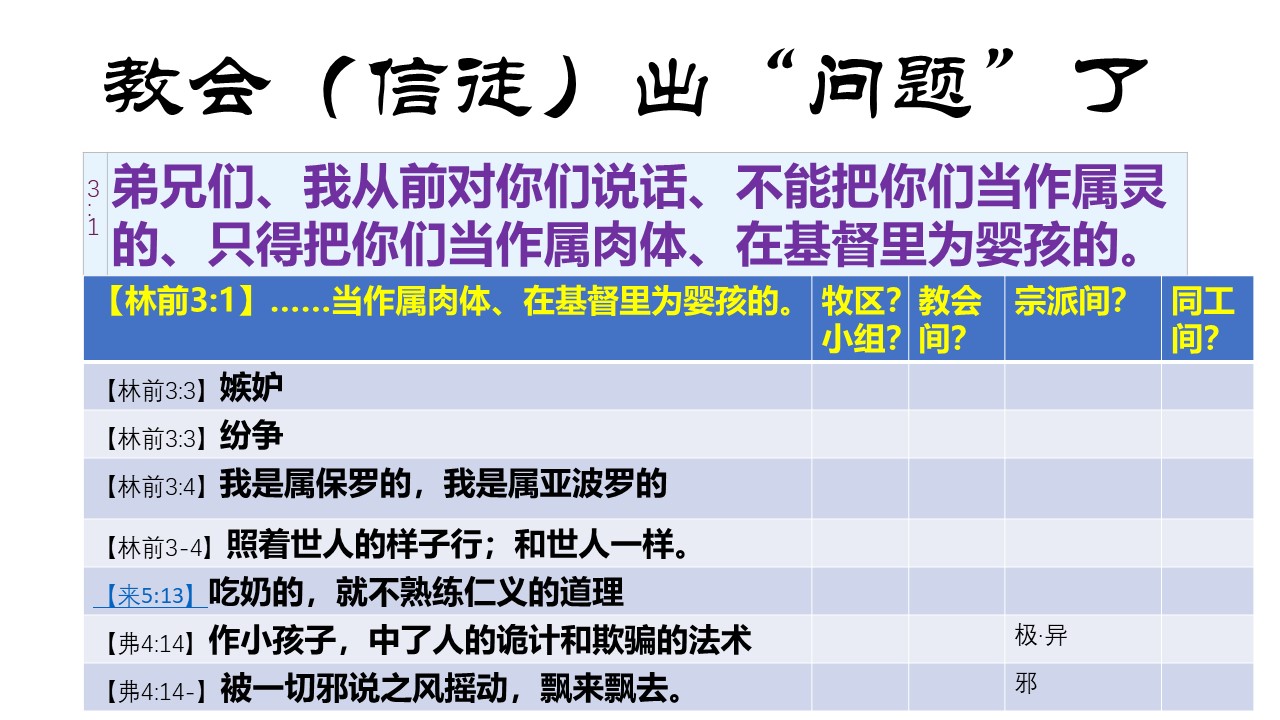 教会（信徒）出“问题”了
3:1
弟兄们、我从前对你们说话、不能把你们当作属灵
的、只得把你们当作属肉体、在基督里为婴孩的。
【林前3:1】……当作属肉体、在基督里为婴孩的。
牧区？
小组？
教会
间？
宗派间？
同工
间？
【林前3:3】嫉妒
【林前3:3】纷争
【林前3:4】我是属保罗的，我是属亚波罗的
【林前3-4】照着世人的样子行；和世人一样。
【来5:13】吃奶的，就不熟练仁义的道理
【弗4:14】作小孩子，中了人的诡计和欺骗的法术
极·异
【弗4:14-】被一切邪说之风摇动，飘来飘去。
邪